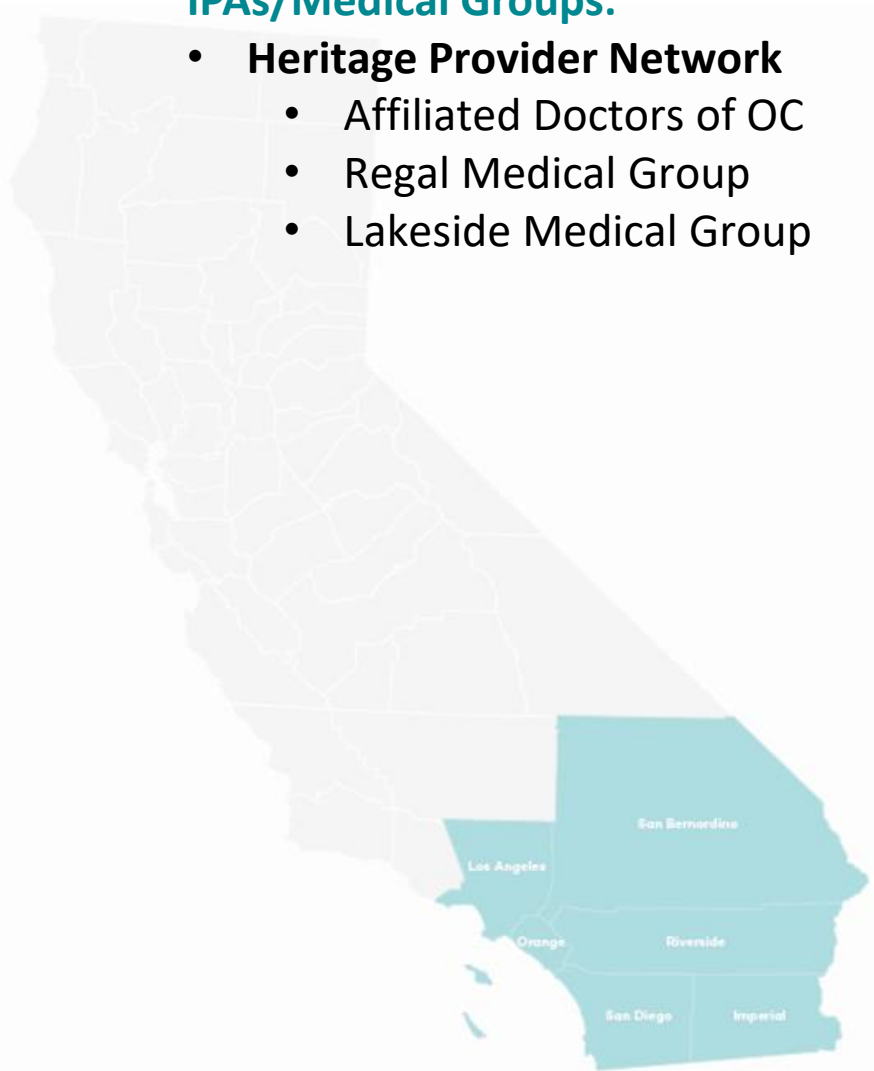 IPAs/Medical Groups:
• Heritage Provider Network
• Affiliated Doctors of OC
• Regal Medical Group
• Lakeside Medical Group
San Bernardino
Los Angeles
Orange
Riverside
San Diego
Imperial